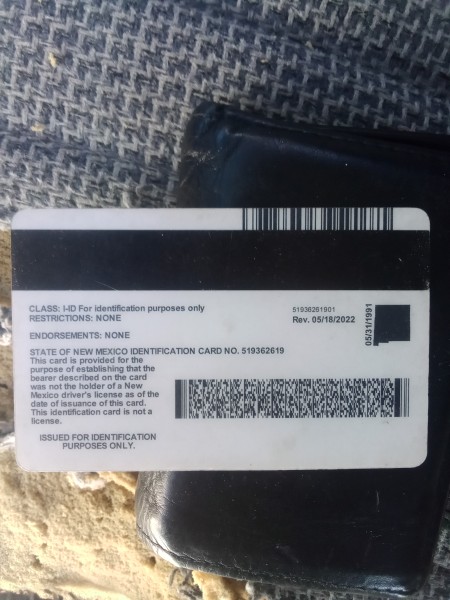 CLASS: I-ID For identification purposes only
RESTRICTIONS: NONE
ENDORSEMENTS: NONE
51936261901
Rev. 05/18/2022
05/31/1991
STATE OF NEW MEXICO IDENTIFICATION CARD NO. 519362619
This card is provided for the
purpose of establishing that the
bearer described on the card
was not the holder of a New
Mexico driver's license as of the
date of issuance of this card.
This identification card is not a
license.
ISSUED FOR IDENTIFICATION
PURPOSES ONLY.